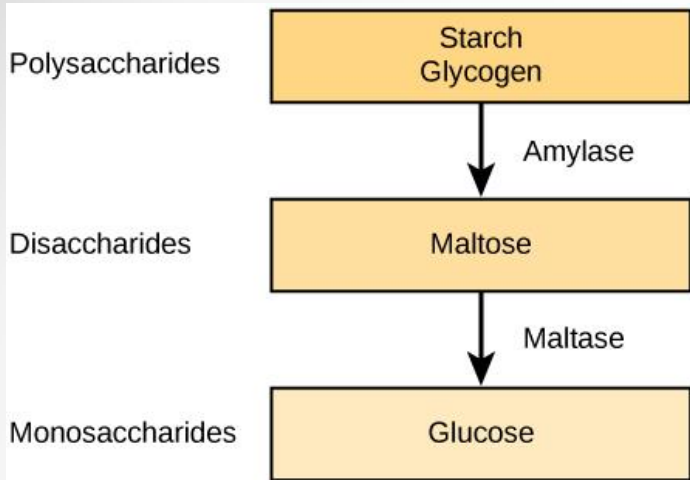 Polysaccharides
Starch
Glycogen
Amylase
Disaccharides
Maltose
Maltase
Monosaccharides
Glucose